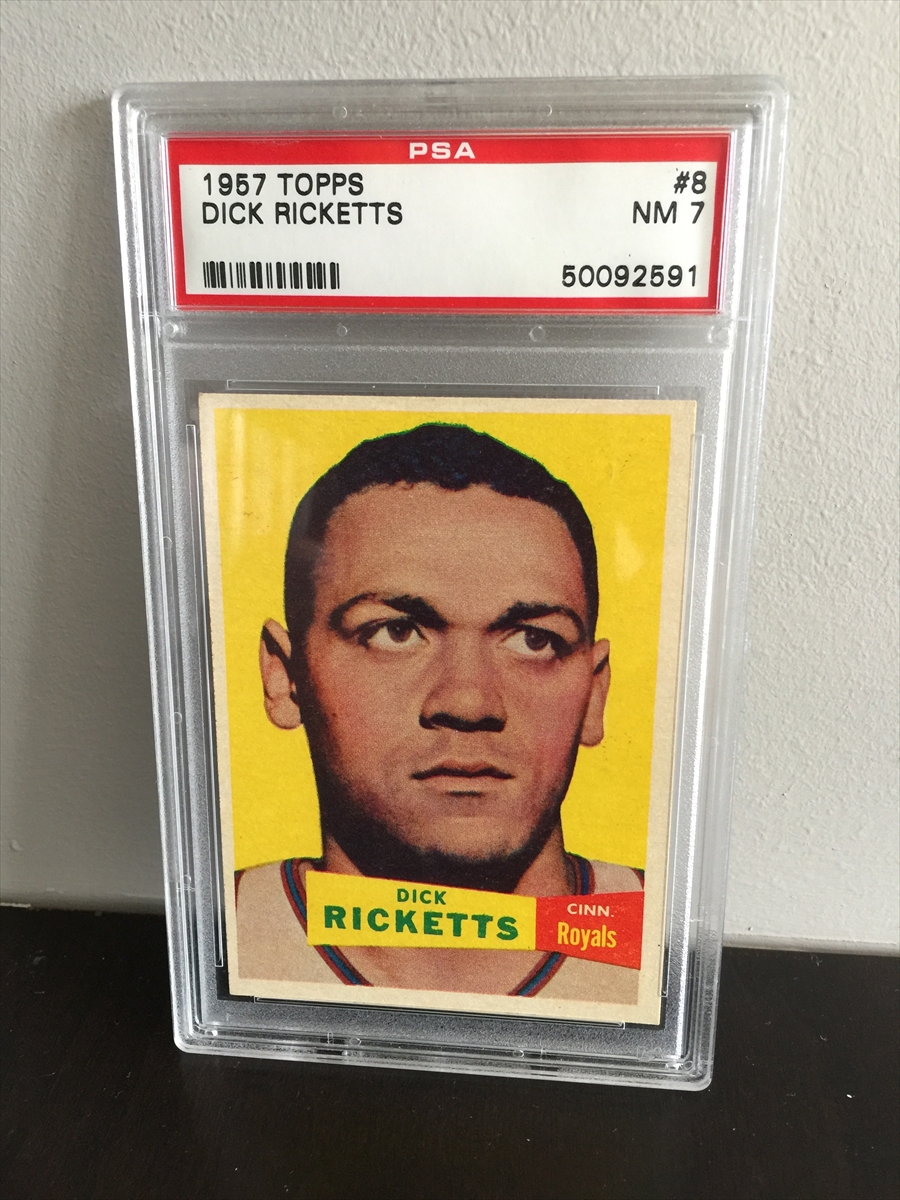 PSA
1957 TOPPS #8
DICK RICKETTS NM 7
50092591
DICK
RICKETTS
CINN.
Royals